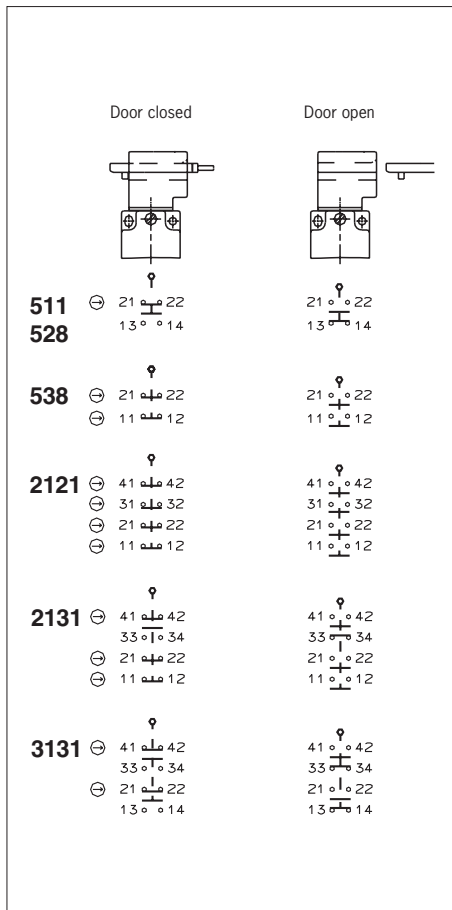 Door closed Door open
511 21 22 21 22
528 13 14 13 14
538 21 22 21 22
11 12 11 12
2121 41 42 41 42
31 32 31 32
21 22 21 22
11 12 11 12
2131 41 42 41 42
33 34 33 34
21 22 21 22
11 12 11 12
3131 41 42 41 42
33 34 33 34
21 22 21 22
13 14 13 14